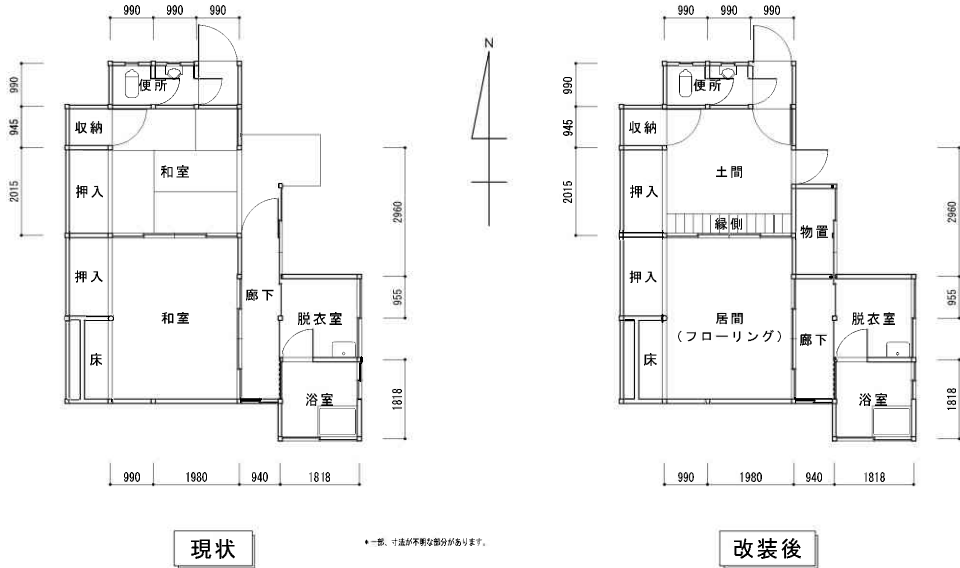 990 990 990
990
945
2015
便所
収納
和室
押入
押入
和室
廊下
脱衣室
床
浴室
2960
955
1818
990 1980 940 1818
現状
N
990 990 990
990
945
2015
便所
収納
土間
押入
縁側
物置
押入
居間
(フローリング)
廊下
脱衣室
床
浴室
2960
955
1818
990 1980 940 1818
改装後
* 一部、寸法が不明な部分があります。